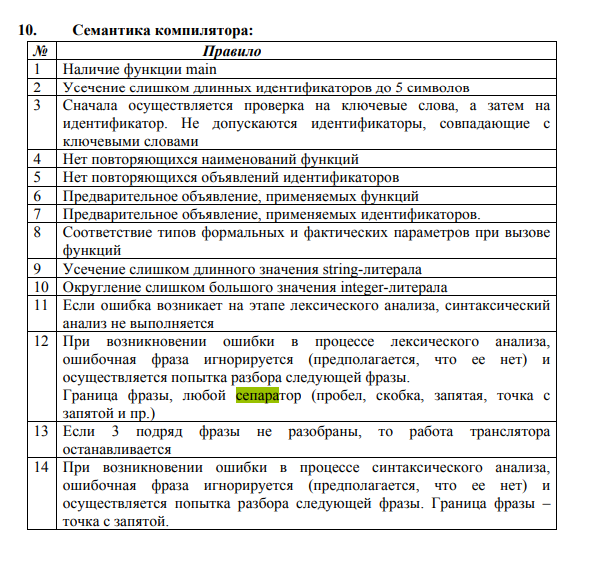 10. Семантика компилятора:
№ Правило
1 Наличие функции main
2 Усечение слишком длинных идентификаторов до 5 символов
3 Сначала осуществляется проверка на ключевые слова, а затем на
идентификатор. Не допускаются идентификаторы, совпадающие с
ключевыми словами
4 Нет повторяющихся наименований функций
5 Нет повторяющихся объявлений идентификаторов
6 Предварительное объявление, применяемых функций
7 Предварительное объявление, применяемых идентификаторов.
8 Соответствие типов формальных и фактических параметров при вызове
функций
9 Усечение слишком длинного значения string-литерала
10 Округление слишком большого значения integer-литерала
11 Если ошибка возникает на этапе лексического анализа, синтаксический
анализ не выполняется
12 При возникновении ошибки в процессе лексического анализа,
ошибочная фраза игнорируется (предполагается, что ее нет) и
осуществляется попытка разбора следующей фразы.
Граница фразы, любой сепаратор (пробел, скобка, запятая, точка с
запятой и пр.)
13 Если 3 подряд фразы не разобраны, то работа транслятора
останавливается
14 При возникновении ошибки в процессе синтаксического анализа,
ошибочная фраза игнорируется (предполагается, что ее нет) и
осуществляется попытка разбора следующей фразы. Граница фразы –
точка с запятой.